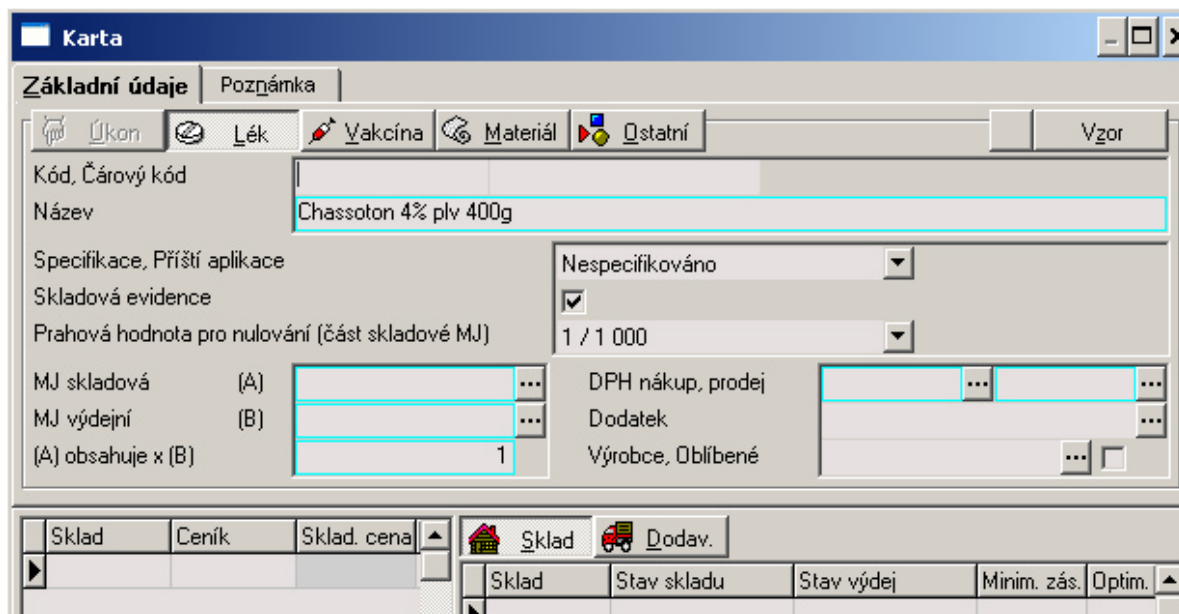 Karta
Základní údaje Poznámka
Úkon Lék Vakcína Materiál Ostatní Vzor
Kód, Čárový kód
Název Chassoton 4% plv 400g
Specifikace, Příští aplikace Nespecifikováno
Skladová evidence
Prahová hodnota pro nulování (část skladové MJ) 1 / 1 000
MJ skladová (A) ... DPH nákup, prodej ... ...
MJ výdejní (B) ... Dodatek ...
(A) obsahuje x (B) 1 Výrobce, Oblíbené ...
Sklad Ceník Sklad. cena Sklad Dodav.
Sklad Stav skladu Stav výdej Minim. zás. Optim.